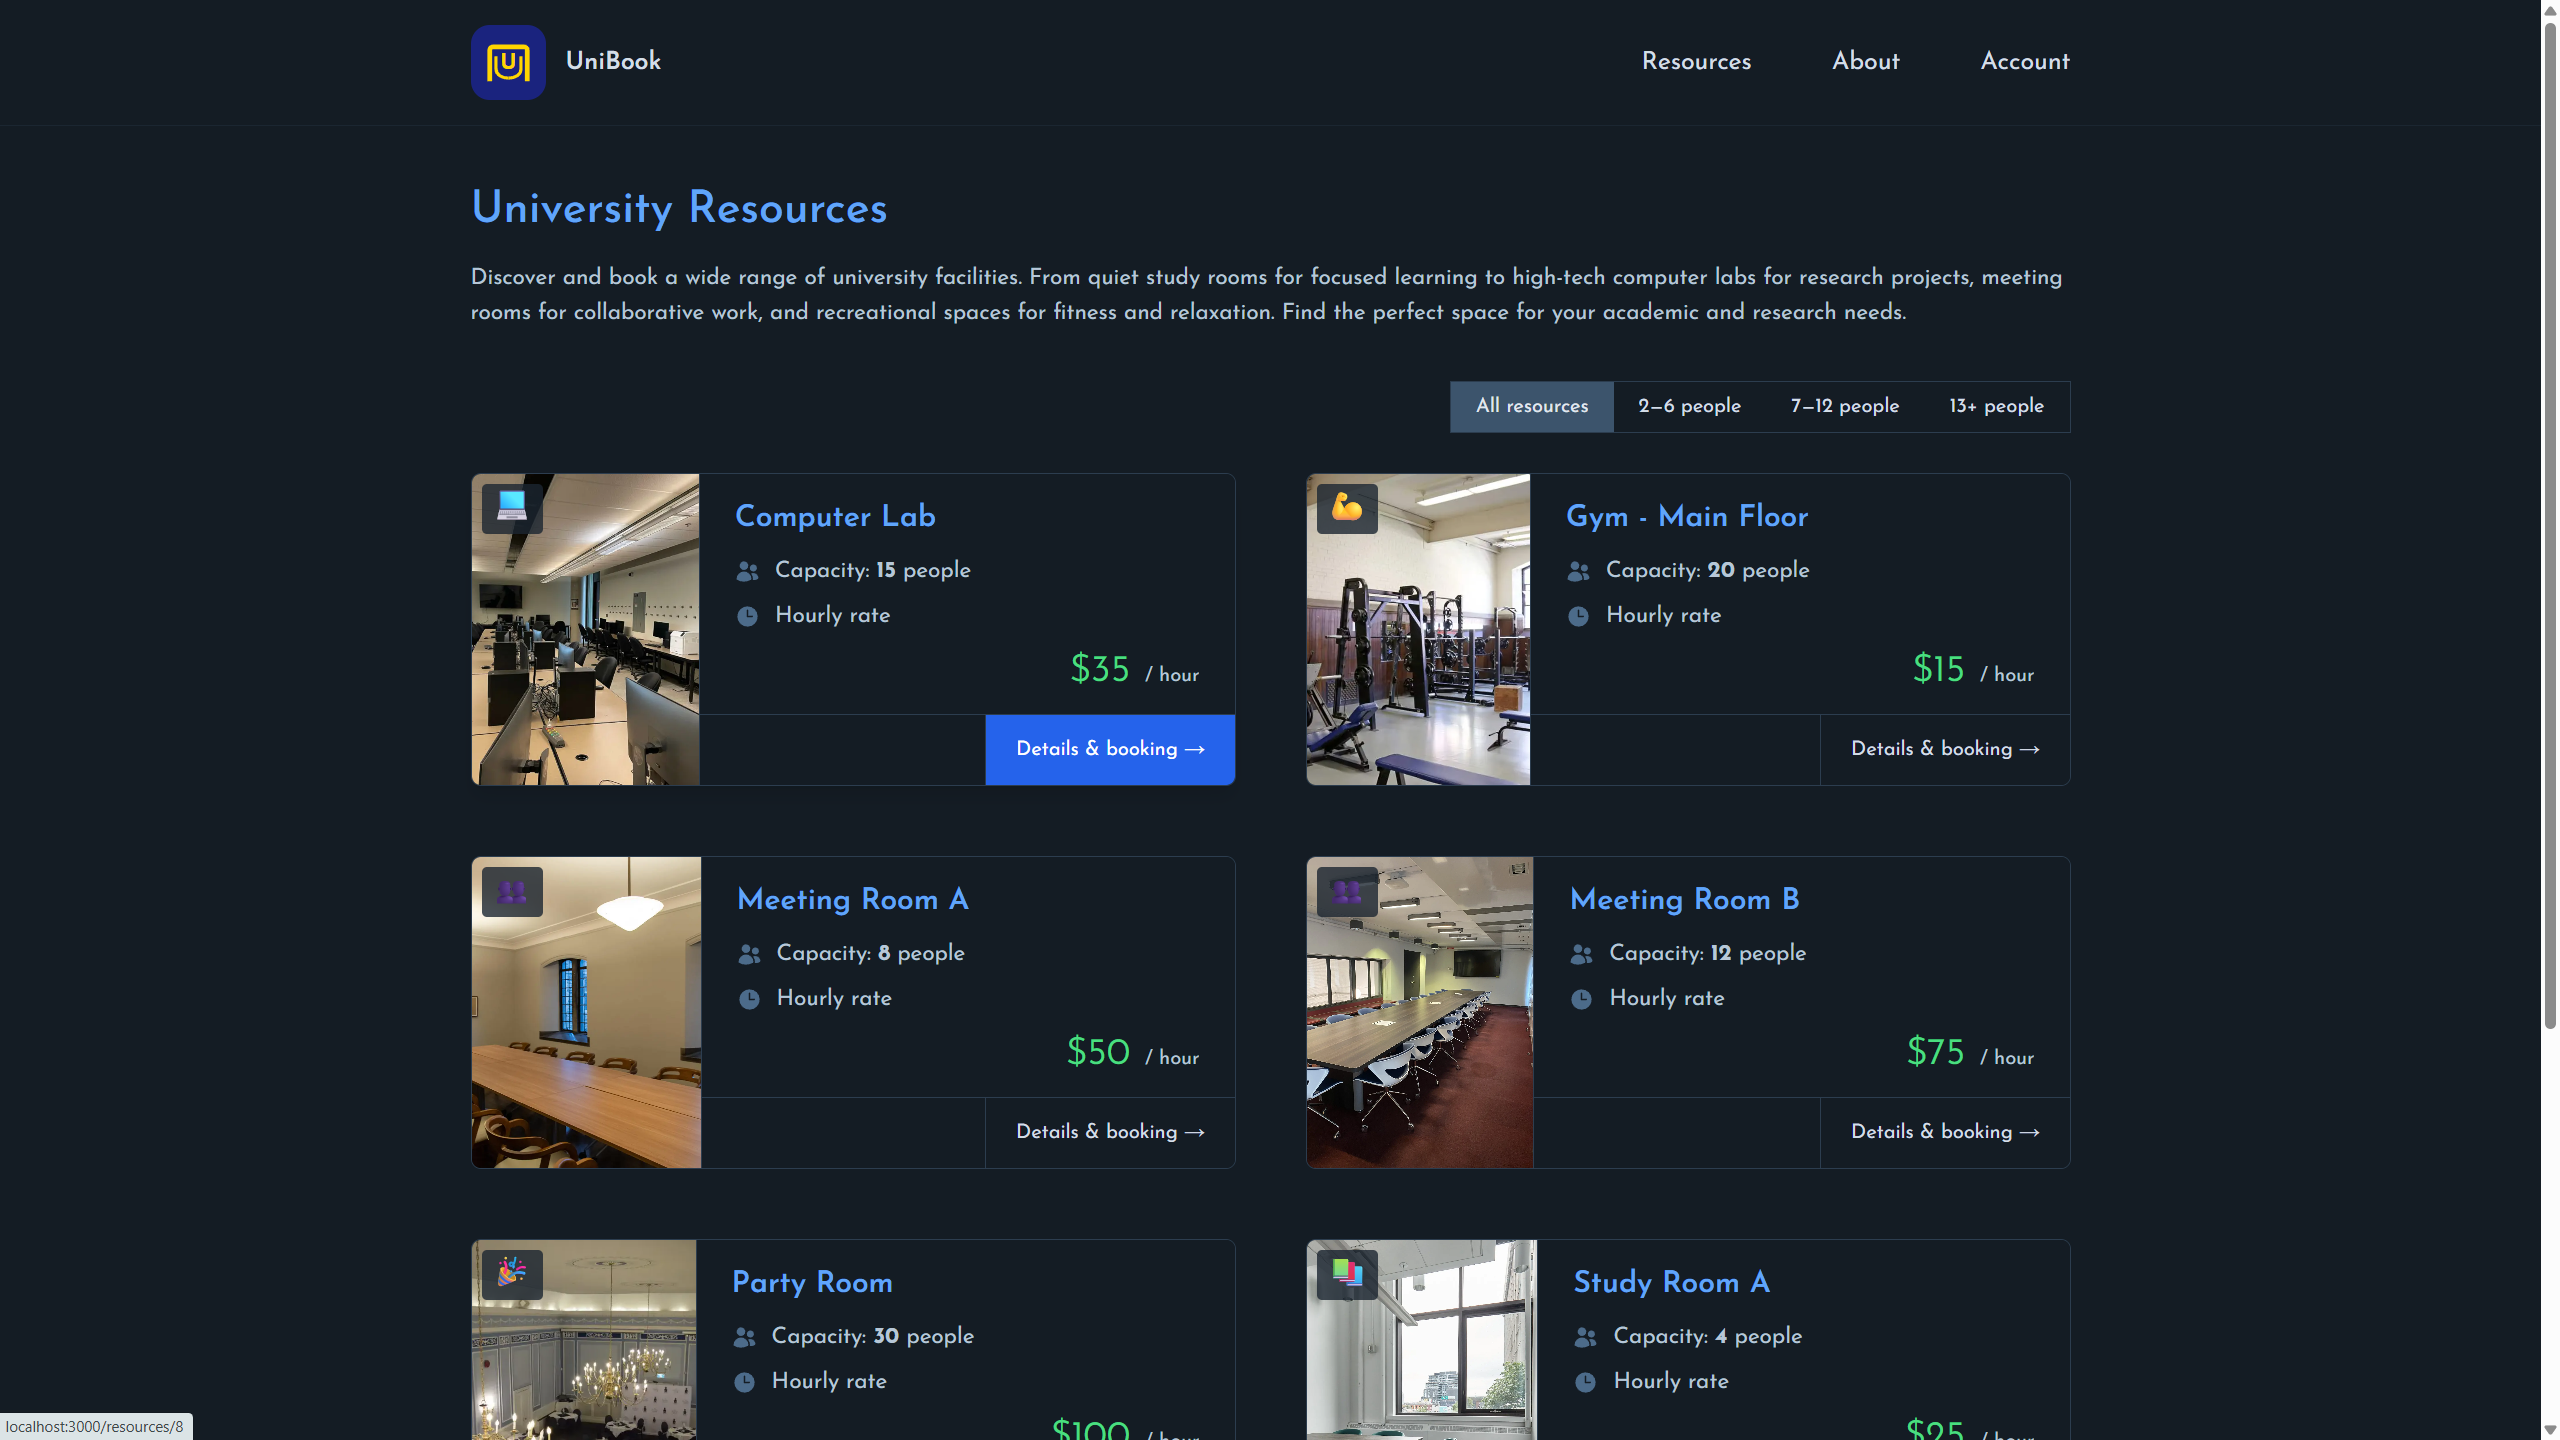 UniBook
Resources
About
Account
University Resources
Discover and book a wide range of university facilities. From quiet study rooms for focused learning to high-tech computer labs for research projects, meeting
rooms for collaborative work, and recreational spaces for fitness and relaxation. Find the perfect space for your academic and research needs.
All resources
2–6 people
7–12 people
13+ people
Computer Lab
Capacity: 15 people
Hourly rate
$35 / hour
Details & booking →
Gym - Main Floor
Capacity: 20 people
Hourly rate
$15 / hour
Details & booking →
Meeting Room A
Capacity: 8 people
Hourly rate
$50 / hour
Details & booking →
Meeting Room B
Capacity: 12 people
Hourly rate
$75 / hour
Details & booking →
Party Room
Capacity: 30 people
Hourly rate
$100 / hour
Study Room A
Capacity: 4 people
Hourly rate
$25 / hour
localhost:3000/resources/8